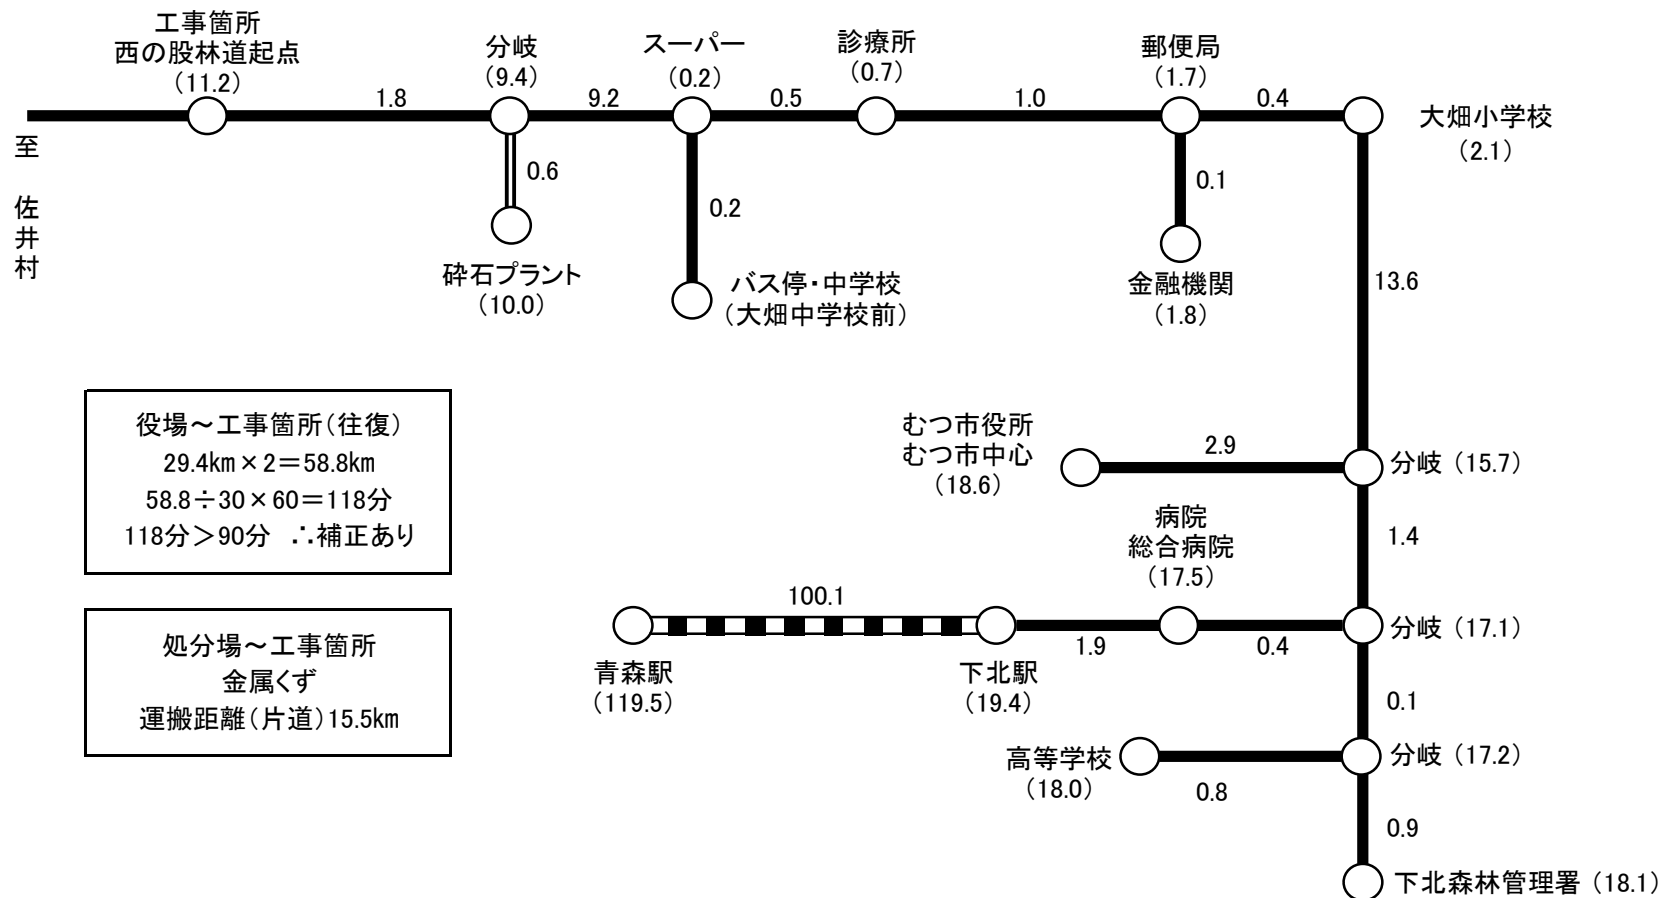 工事箇所
西の股林道起点
(11.2)
分岐
(9.4)
スーパー
(0.2)
診療所
(0.7)
郵便局
(1.7)
1.8
9.2
0.5
1.0
0.4
大畑小学校
(2.1)
至 佐井村
0.6
0.2
0.1
砕石プラント
(10.0)
バス停・中学校
(大畑中学校前)
金融機関
(1.8)
13.6
役場～工事箇所(往復)
29.4㎞×2=58.8㎞
58.8÷30×60=118分
118分>90分 ∴補正あり
むつ市役所
むつ市中心
(18.6)
2.9
分岐 (15.7)
病院
総合病院
(17.5)
1.4
処分場～工事箇所
金属くず
運搬距離(片道)15.5㎞
100.1
青森駅
(119.5)
下北駅
(19.4)
1.9
0.4
分岐 (17.1)
0.1
高等学校
(18.0)
0.8
分岐 (17.2)
0.9
下北森林管理署 (18.1)